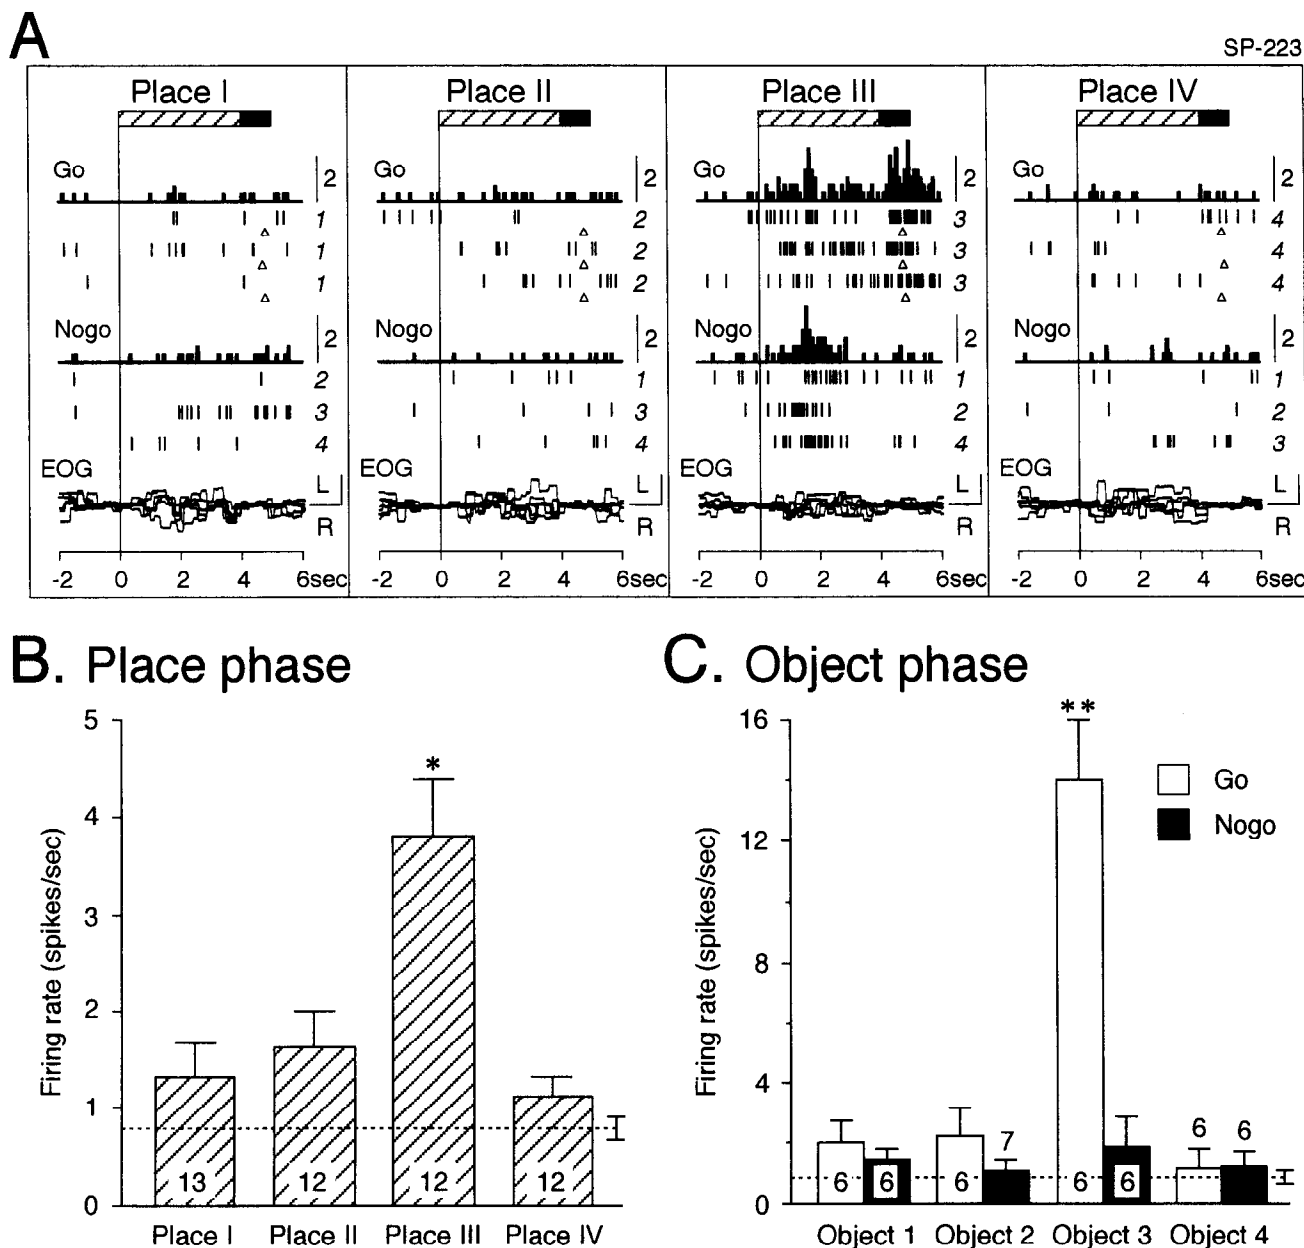 A
SP-223
Place I
Place II
Place III
Place IV
Go
2
Go
2
Go
2
Go
2
1
2
3
4
1
2
3
4
1
2
3
4
Nogo
2
Nogo
2
Nogo
2
Nogo
2
2
1
1
1
3
3
2
2
4
4
4
3
EOG
L
EOG
L
EOG
L
EOG
L
R
R
R
R
-2 0 2 4 6sec
-2 0 2 4 6sec
-2 0 2 4 6sec
-2 0 2 4 6sec
B. Place phase
Firing rate (spikes/sec)
5
4
3
2
1
0
*
13
12
12
12
Place I
Place II
Place III
Place IV
C. Object phase
Firing rate (spikes/sec)
16
12
8
4
0
**
Go
Nogo
6
6
6
7
6
6
6
6
Object 1
Object 2
Object 3
Object 4